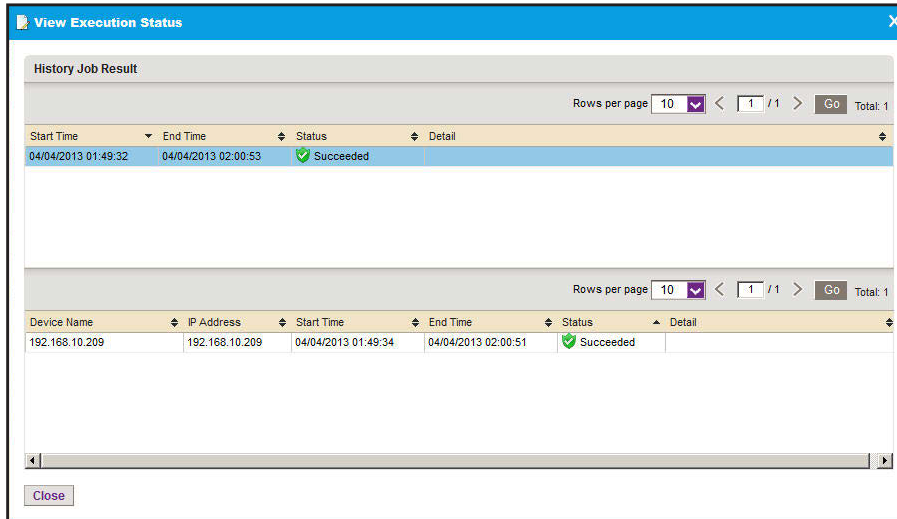 View Execution Status
X
History Job Result
Rows per page 10 < 1 / 1 > Go Total: 1
Start Time End Time Status Detail
04/04/2013 01:49:32 04/04/2013 02:00:53 Succeeded
Rows per page 10 < 1 / 1 > Go Total: 1
Device Name IP Address Start Time End Time Status Detail
192.168.10.209 192.168.10.209 04/04/2013 01:49:34 04/04/2013 02:00:51 Succeeded
Close